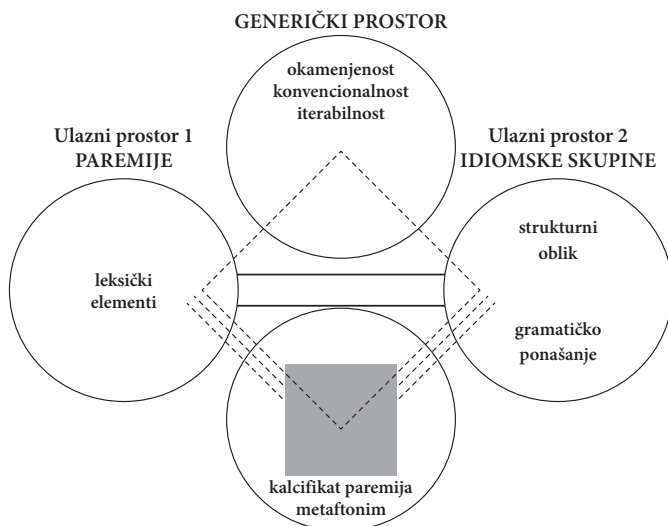 GENERIČKI PROSTOR
okamenjenost
konvencionalnost
iterabilnost
Ulazni prostor 1
PAREMIJE
Ulazni prostor 2
IDIOMSKE SKUPINE
leksički
elementi
strukturni
oblik
gramatičko
ponašanje
kalcifikat paremija
metaftonim